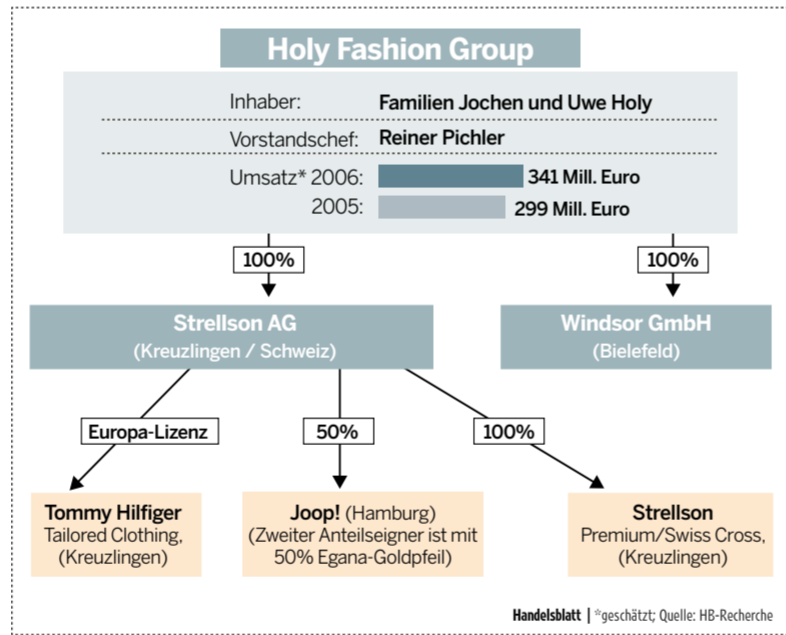 Holy Fashion Group
Inhaber: Familien Jochen und Uwe Holy
Vorstandschef: Reiner Pichler
Umsatz* 2006: 341 Mill. Euro
2005: 299 Mill. Euro
100% 100%
Strellson AG
(Kreuzlingen / Schweiz)
Windsor GmbH
(Bielefeld)
Europa-Lizenz 50% 100%
Tommy Hilfiger
Tailored Clothing,
(Kreuzlingen)
Joop! (Hamburg)
(Zweiter Anteilseigner ist mit
50% Egana-Goldpfeil)
Strellson
Premium/Swiss Cross,
(Kreuzlingen)
Handelsblatt | *geschätzt; Quelle: HB-Recherche